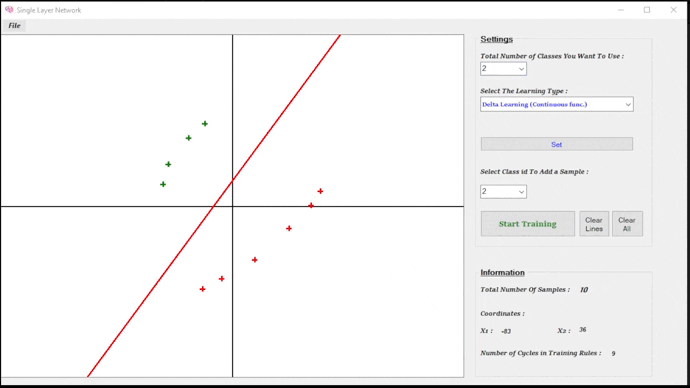 Single Layer Network
File
Settings
Total Number of Classes You Want To Use :
2
Select The Learning Type :
Delta Learning (Continuous func.)
Set
Select Class id To Add a Sample :
2
Start Training
Clear
Lines
Clear
All
Information
Total Number Of Samples : 10
Coordinates :
X1 : -83 X2 : 36
Number of Cycles in Training Rules : 9